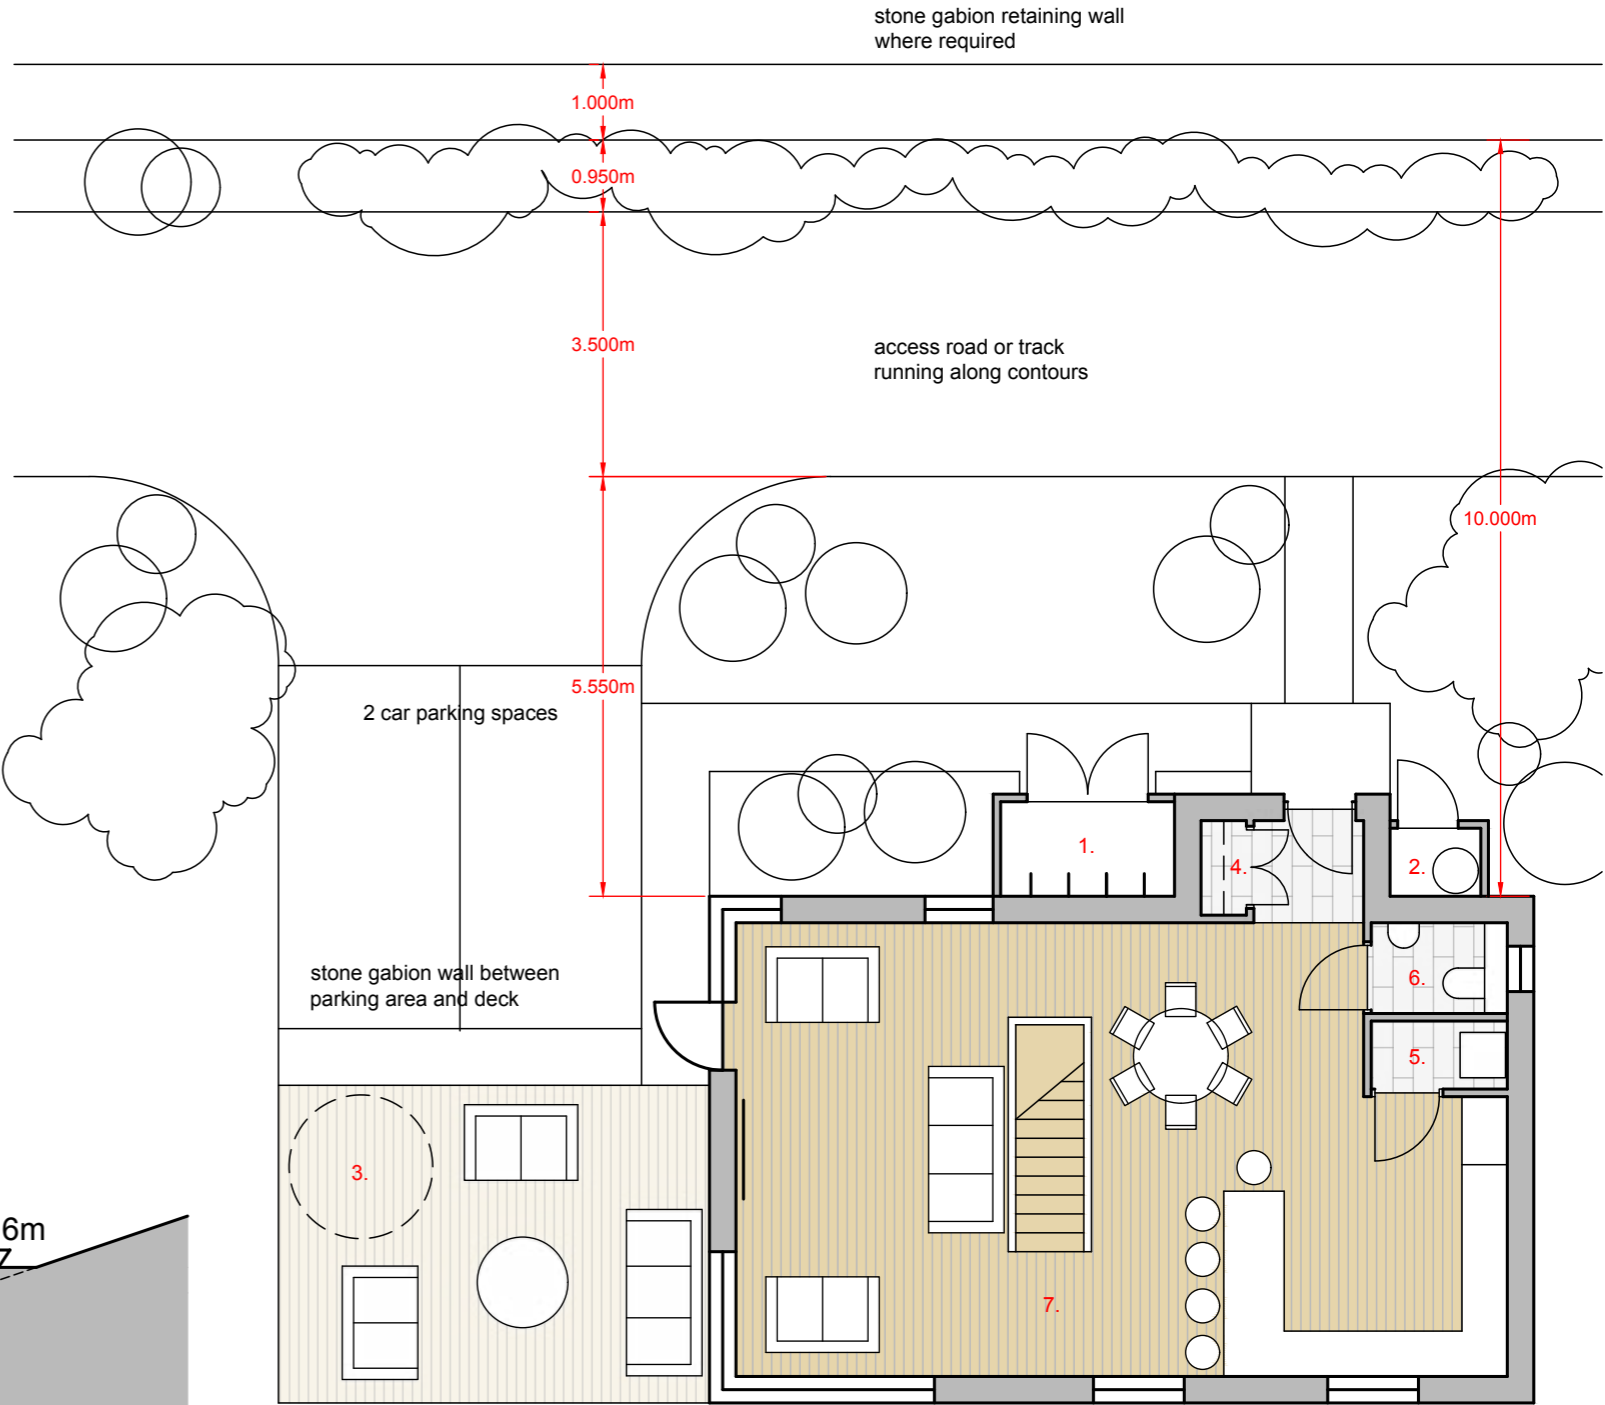 stone gabion retaining wall
where required
1.000m
0.950m
3.500m
access road or track
running along contours
10.000m
5.550m
2 car parking spaces
1.
4.
2.
stone gabion wall between
parking area and deck
6.
5.
3.
6m
7.